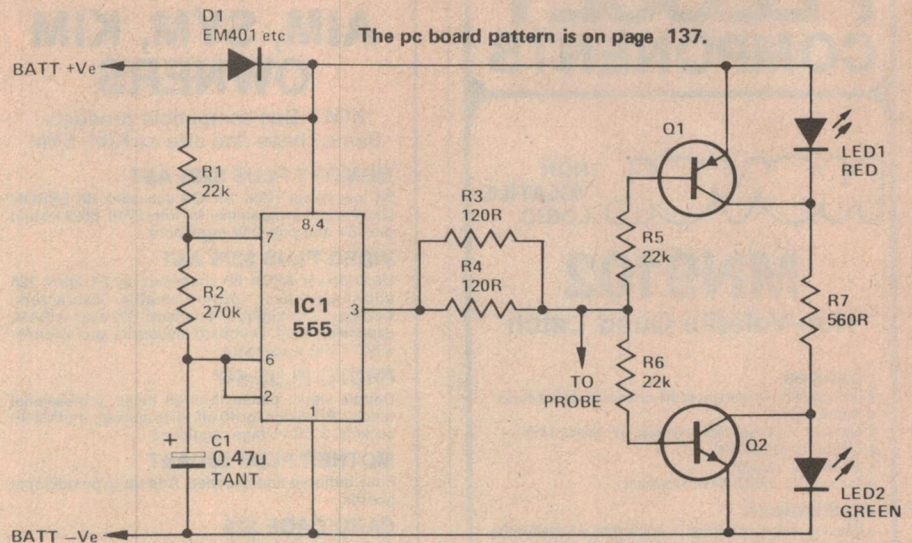 D1
EM401 etc
The pc board pattern is on page 137.
BATT +Ve
Q1
LED1
RED
R1
22k
R3
120R
8,4
7
R4
120R
R5
22k
R2
270k
IC1
555
3
R7
560R
6
TO
PROBE
R6
22k
2
1
+
C1
0.47u
TANT
Q2
LED2
GREEN
BATT –Ve